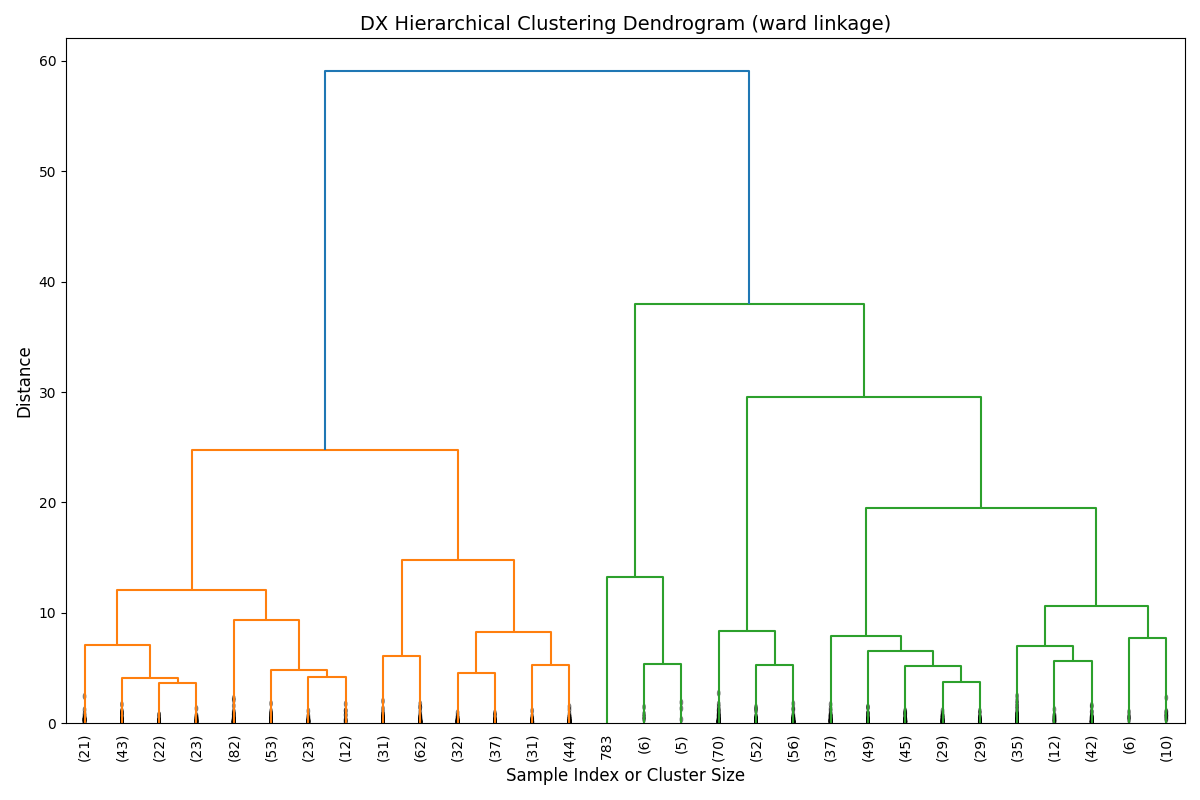 DX Hierarchical Clustering Dendrogram (ward linkage)
60
50
40
30
20
10
0
Distance
(21) (43) (22) (23) (82) (53) (23) (12) (31) (62) (32) (37) (31) (44) 783 (6) (5) (70) (52) (56) (37) (49) (45) (29) (29) (35) (12) (42) (6) (10)
Sample Index or Cluster Size